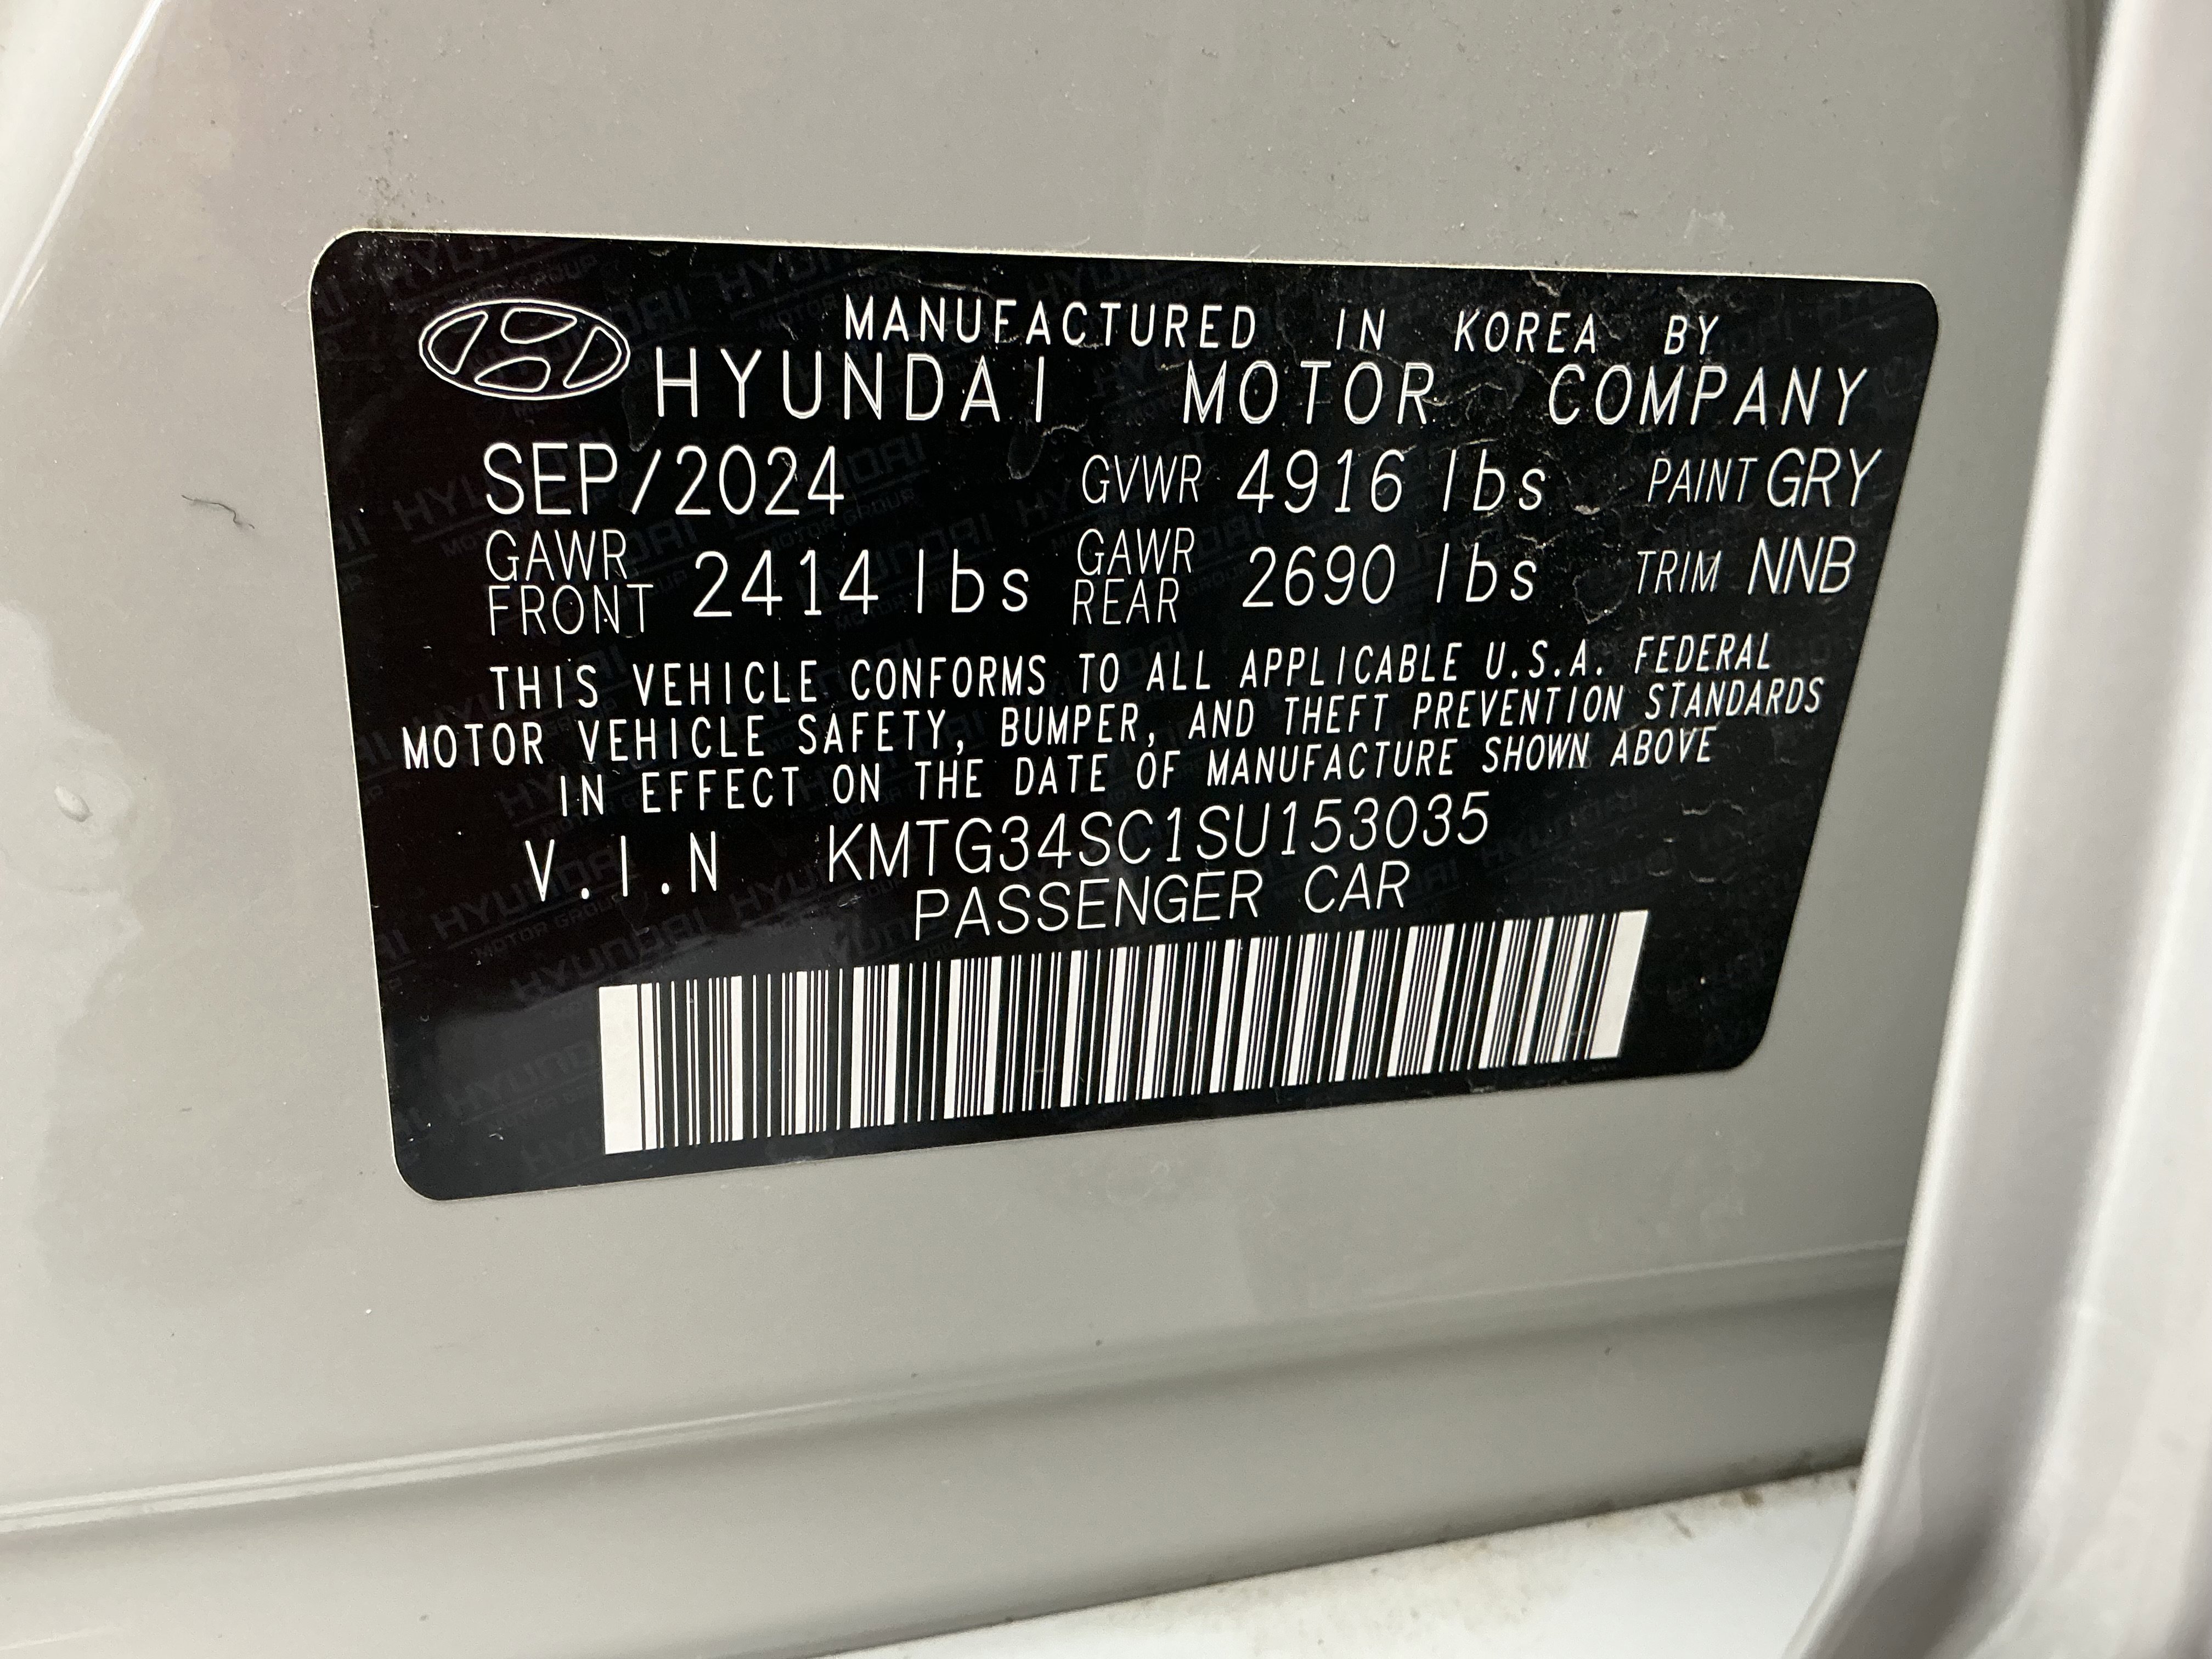 MANUFACTURED IN KOREA BY
HYUNDAI MOTOR COMPANY
SEP/2024 GVWR 4916 lbs PAINT GRY
GAWR FRONT 2414 lbs GAWR REAR 2690 lbs TRIM NNB
THIS VEHICLE CONFORMS TO ALL APPLICABLE U.S.A. FEDERAL
MOTOR VEHICLE SAFETY, BUMPER, AND THEFT PREVENTION STANDARDS
IN EFFECT ON THE DATE OF MANUFACTURE SHOWN ABOVE
V.I.N KMTG34SC1SU153035
PASSENGER CAR